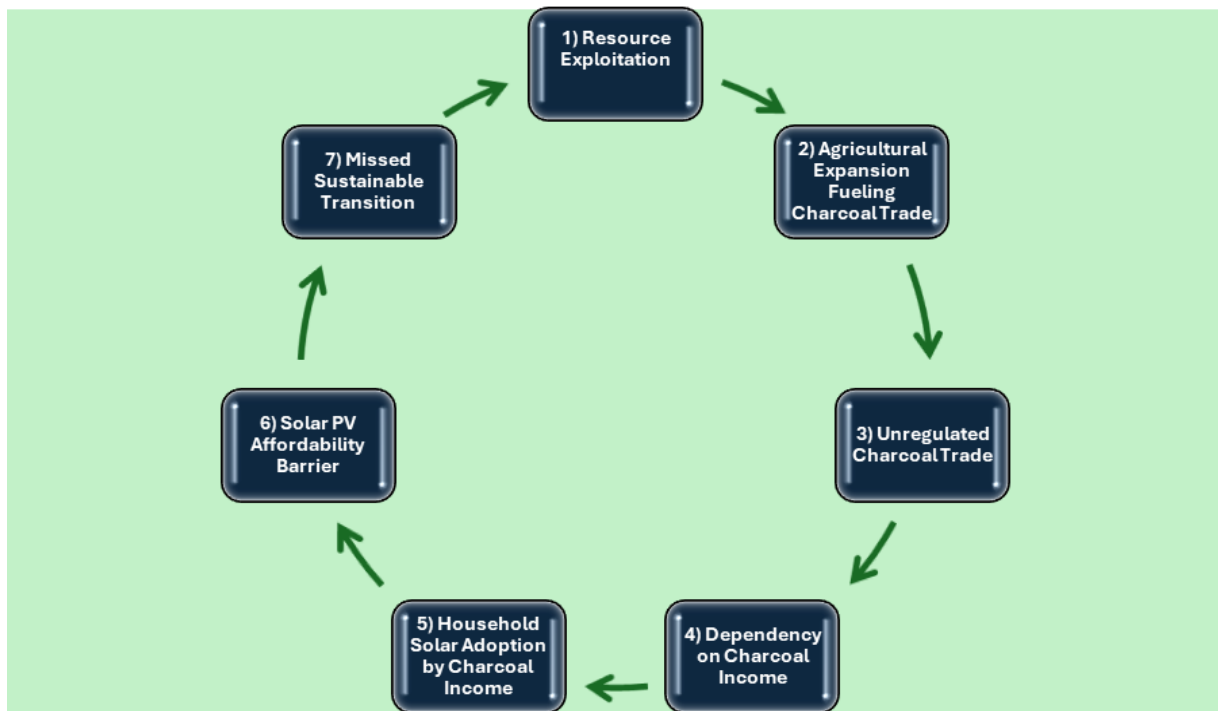 1) Resource
Exploitation
2) Agricultural
Expansion
Fueling
Charcoal Trade
3) Unregulated
Charcoal Trade
4) Dependency
on Charcoal
Income
5) Household
Solar Adoption
by Charcoal
Income
6) Solar PV
Affordability
Barrier
7) Missed
Sustainable
Transition